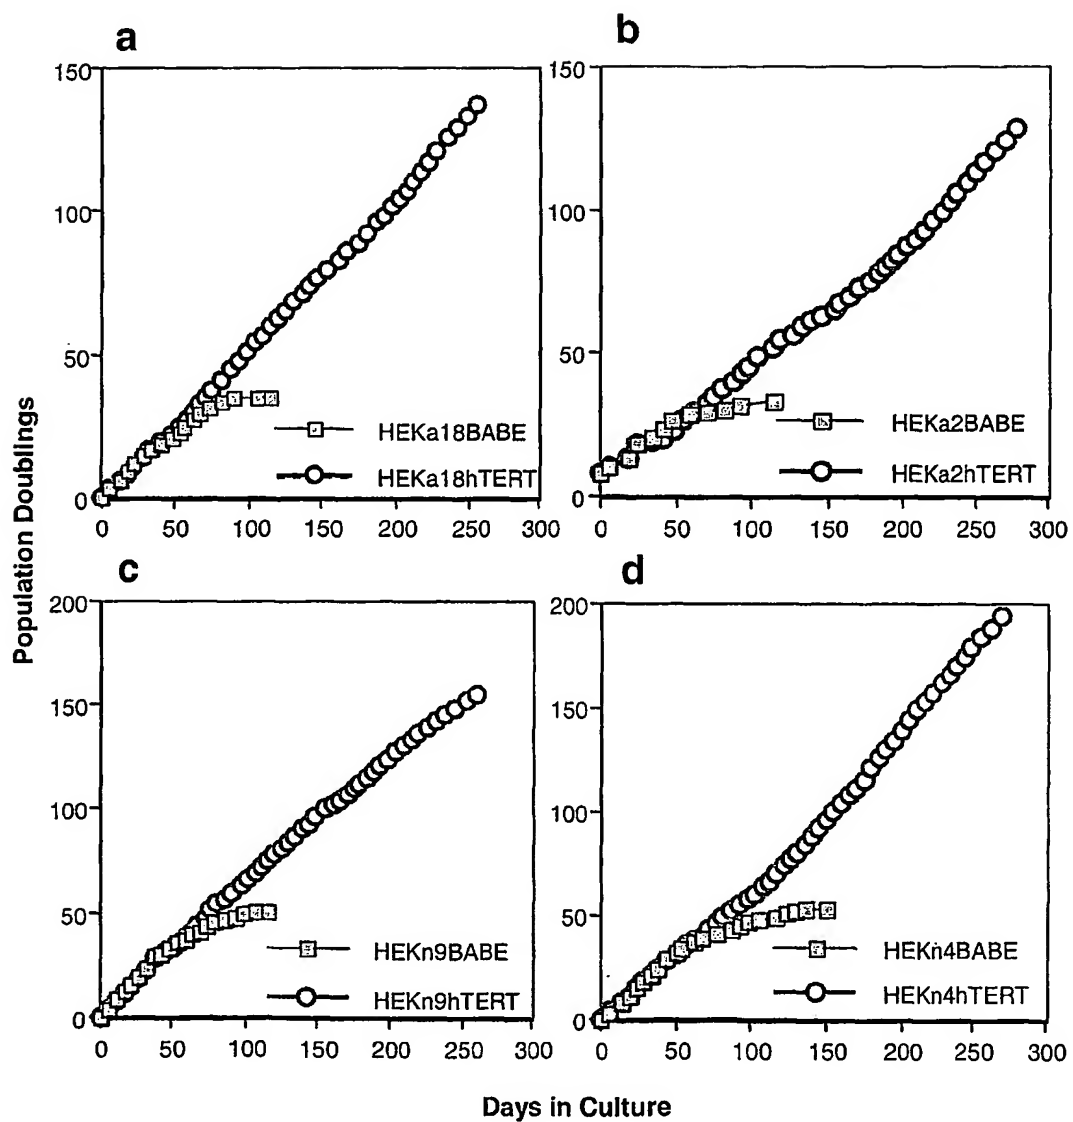 a
b
150
100
50
0
0 50 100 150 200 250 300
HEKa18BABE
HEKa18hTERT
150
100
50
0
0 50 100 150 200 250 300
HEKa2BABE
HEKa2hTERT
Population Doublings
c
d
200
150
100
50
0
0 50 100 150 200 250 300
HEKn9BABE
HEKn9hTERT
200
150
100
50
0
0 50 100 150 200 250 300
HEKn4BABE
HEKn4hTERT
Days in Culture